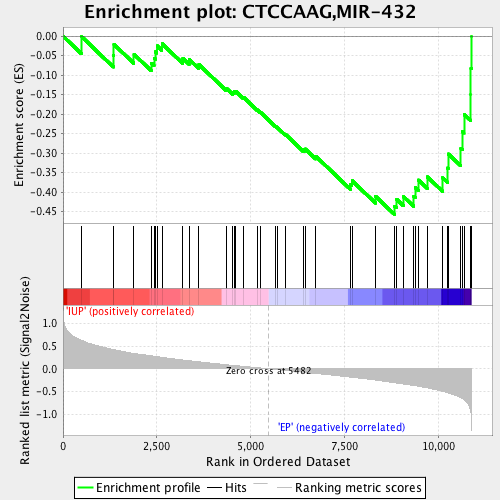 Enrichment plot: CTCCAAG,MIR-432
Enrichment score (ES)
0.00
-0.05
-0.10
-0.15
-0.20
-0.25
-0.30
-0.35
-0.40
-0.45
'IUP' (positively correlated)
Ranked list metric (Signal2Noise)
1.0
0.5
0.0
-0.5
-1.0
Zero cross at 5482
'EP' (negatively correlated)
0
2,500
5,000
7,500
10,000
Rank in Ordered Dataset
Enrichment profile
Hits
Ranking metric scores